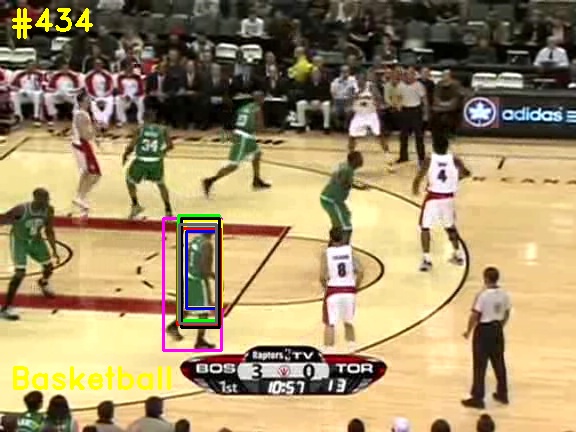 #434
adidas
34
4
8
Basketball
Raptors TV
BOS 3 0 TOR
1st 10:57 13